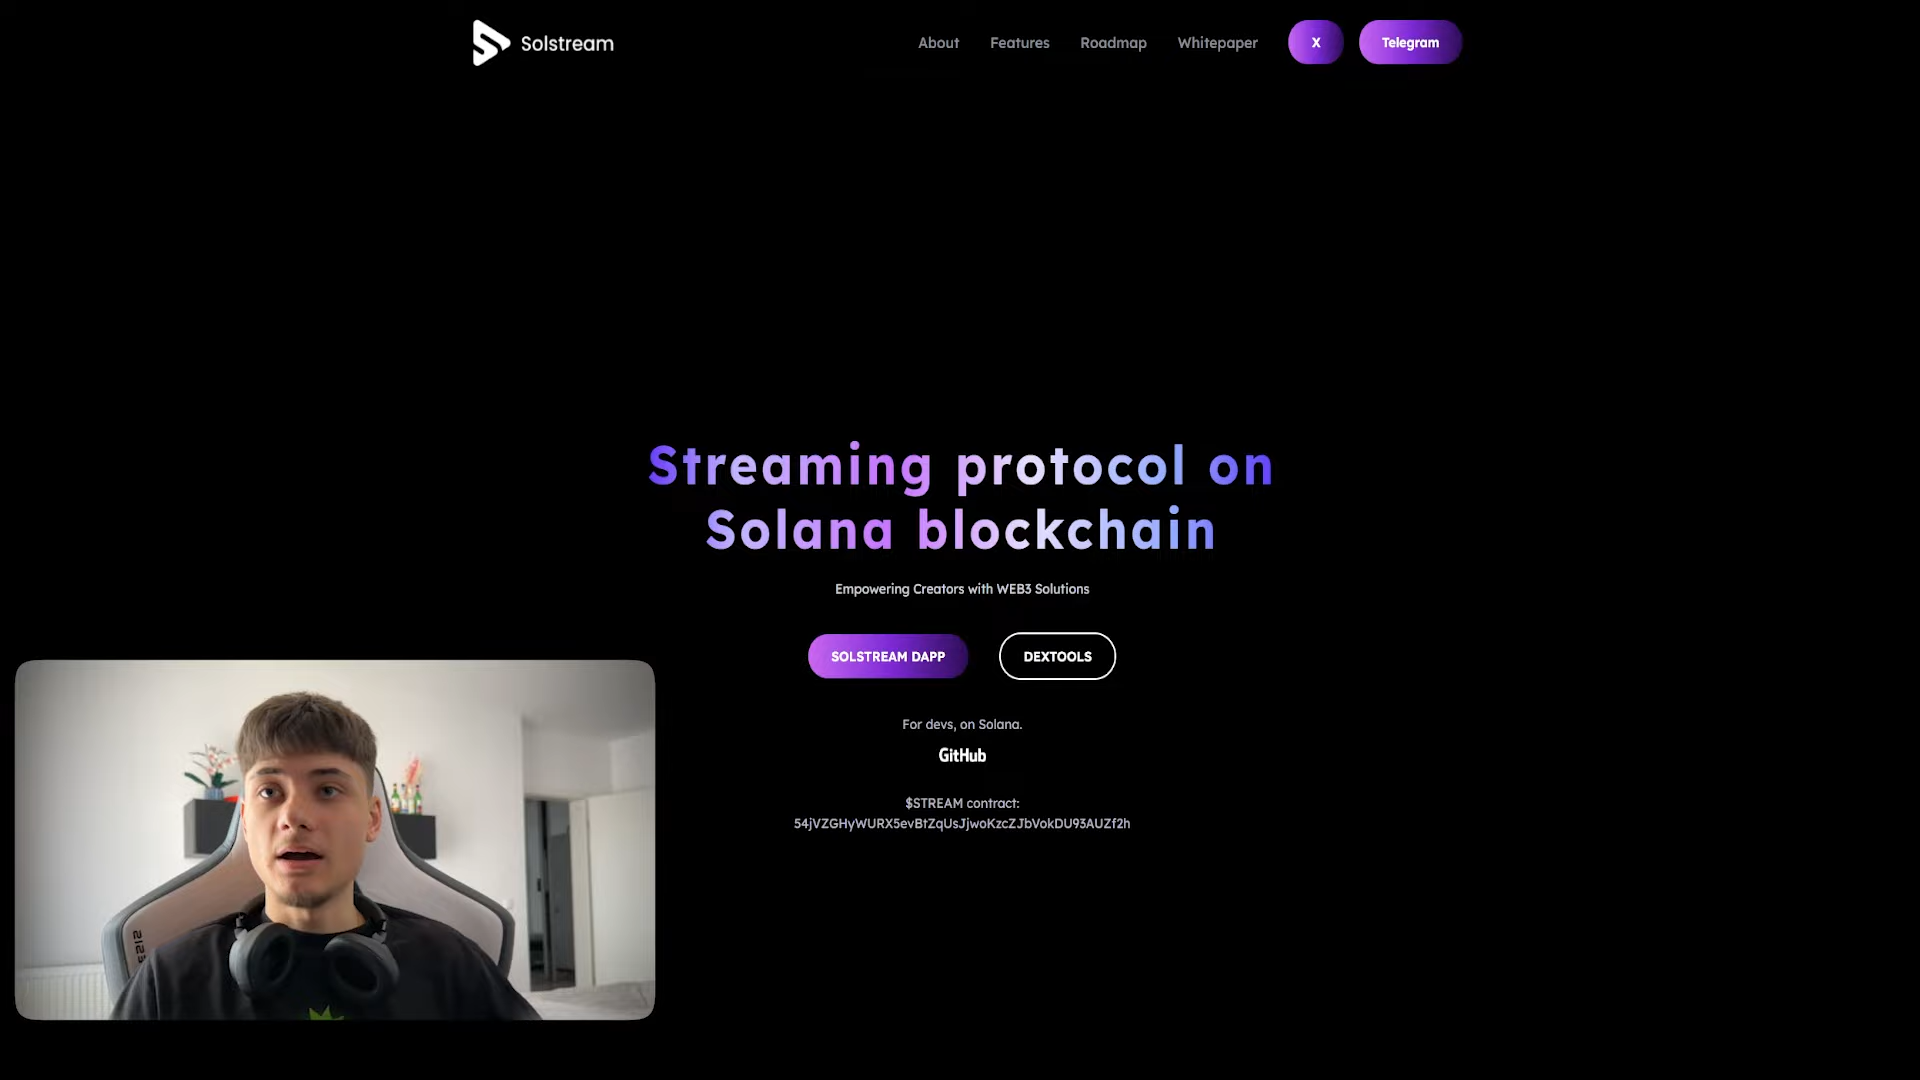 Solstream
About
Features
Roadmap
Whitepaper
X
Telegram
Streaming protocol on
Solana blockchain
Empowering Creators with WEB3 Solutions
SOLSTREAM DAPP
DEXTOOLS
For devs, on Solana.
GitHub
$STREAM contract:
54jVZGHyWURX5evBtZqUsJjwoKzcZJbVokDU93AUZf2h